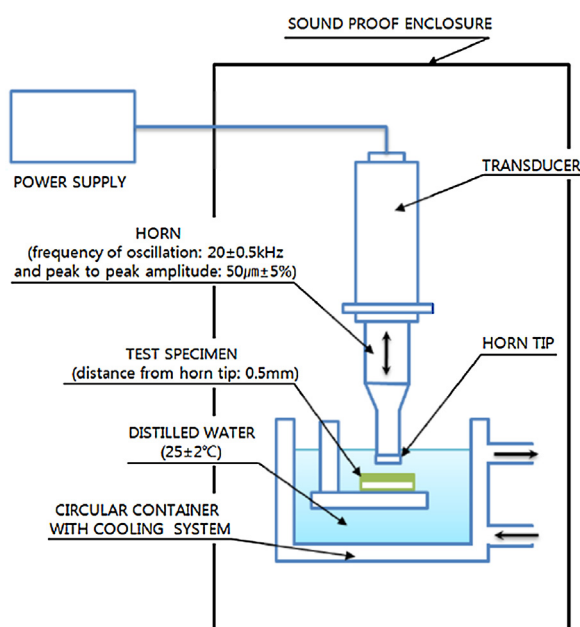 SOUND PROOF ENCLOSURE
POWER SUPPLY
TRANSDUCER
HORN
(frequency of oscillation: 20±0.5kHz
and peak to peak amplitude: 50㎛±5%)
HORN TIP
TEST SPECIMEN
(distance from horn tip: 0.5mm)
DISTILLED WATER
(25±2℃)
CIRCULAR CONTAINER
WITH COOLING SYSTEM